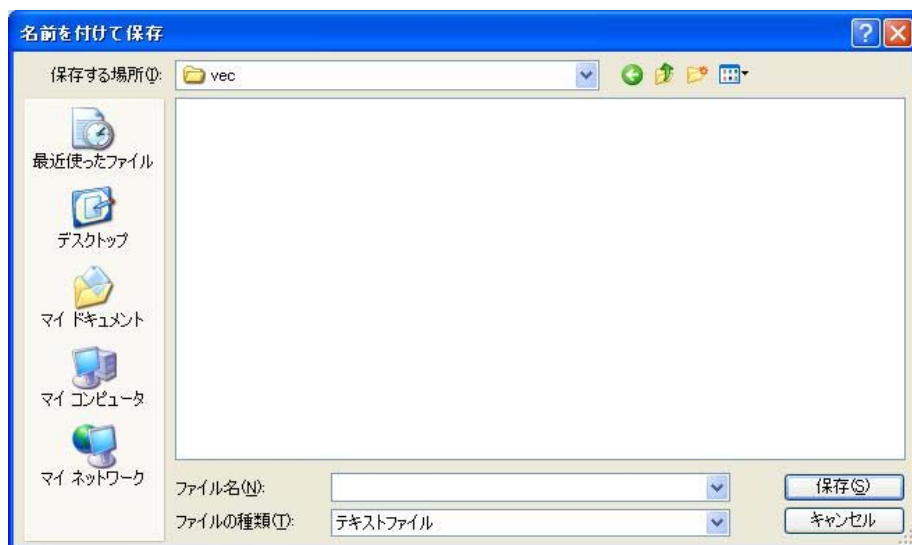 名前を付けて保存
保存する場所(I):
vec
最近使ったファイル
デスクトップ
マイ ドキュメント
マイ コンピュータ
マイ ネットワーク
ファイル名(N):
保存(S)
ファイルの種類(T):
テキストファイル
キャンセル